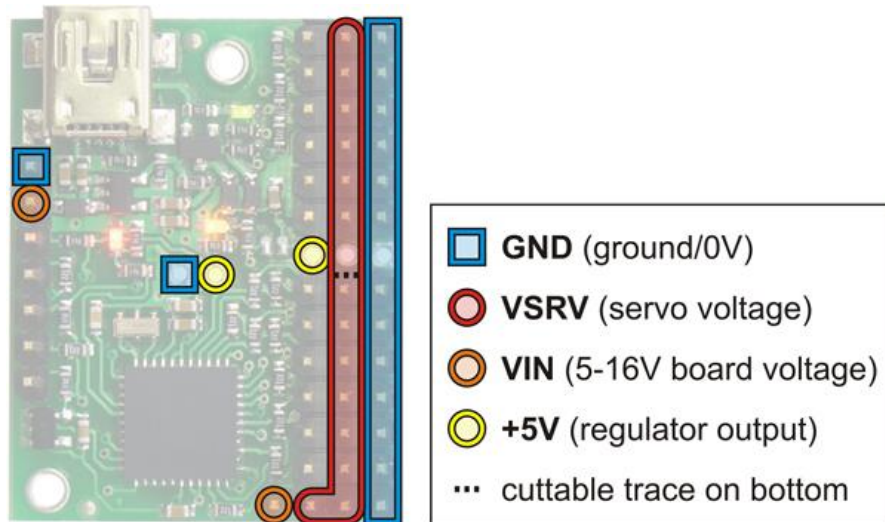 GND (ground/0V)
VSRV (servo voltage)
VIN (5-16V board voltage)
+5V (regulator output)
cuttable trace on bottom